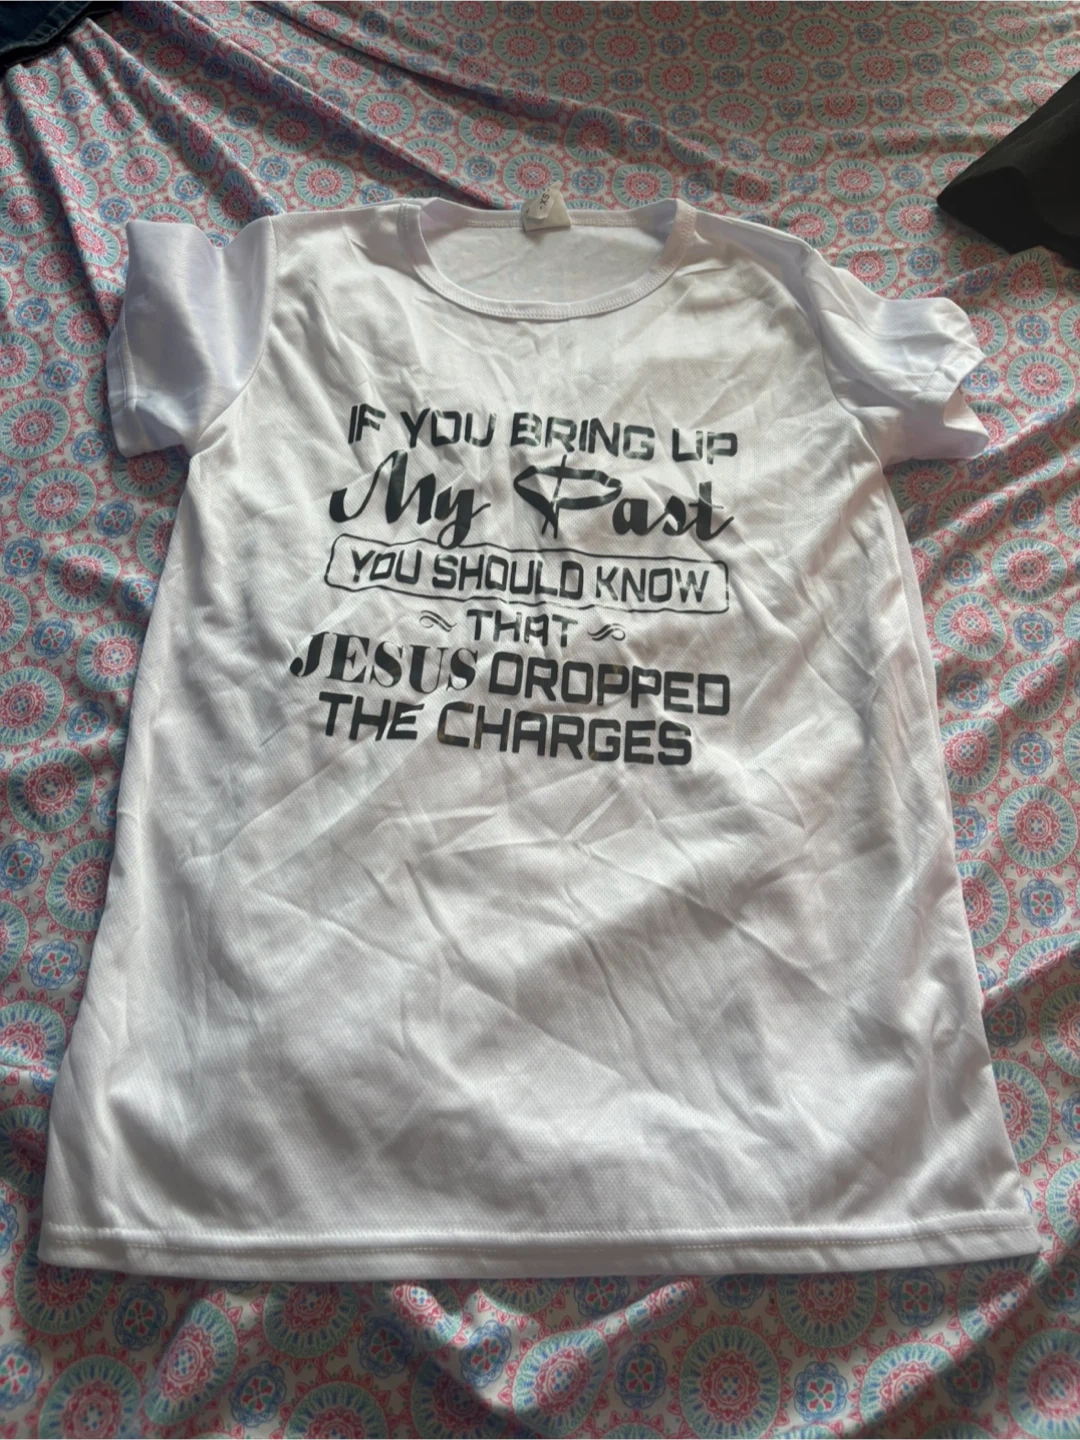 IF YOU BRING UP
My Past
YOU SHOULD KNOW
THAT
JESUS DROPPED
THE CHARGES